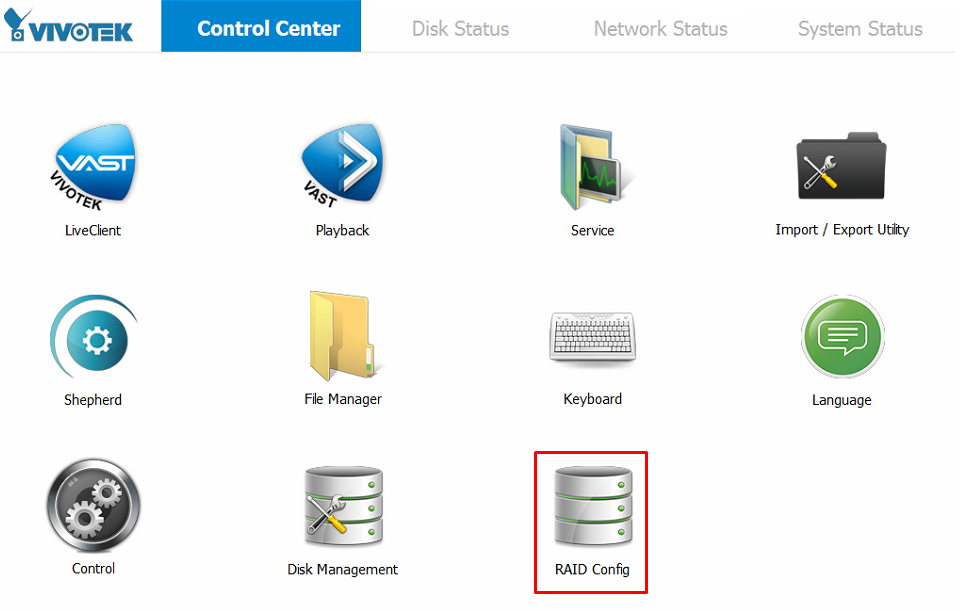 VIVOTEK
Control Center
Disk Status
Network Status
System Status
VAST
VIVOTEK
VAST
LiveClient
Playback
Service
Import / Export Utility
Shepherd
File Manager
Keyboard
Language
Control
Disk Management
RAID Config